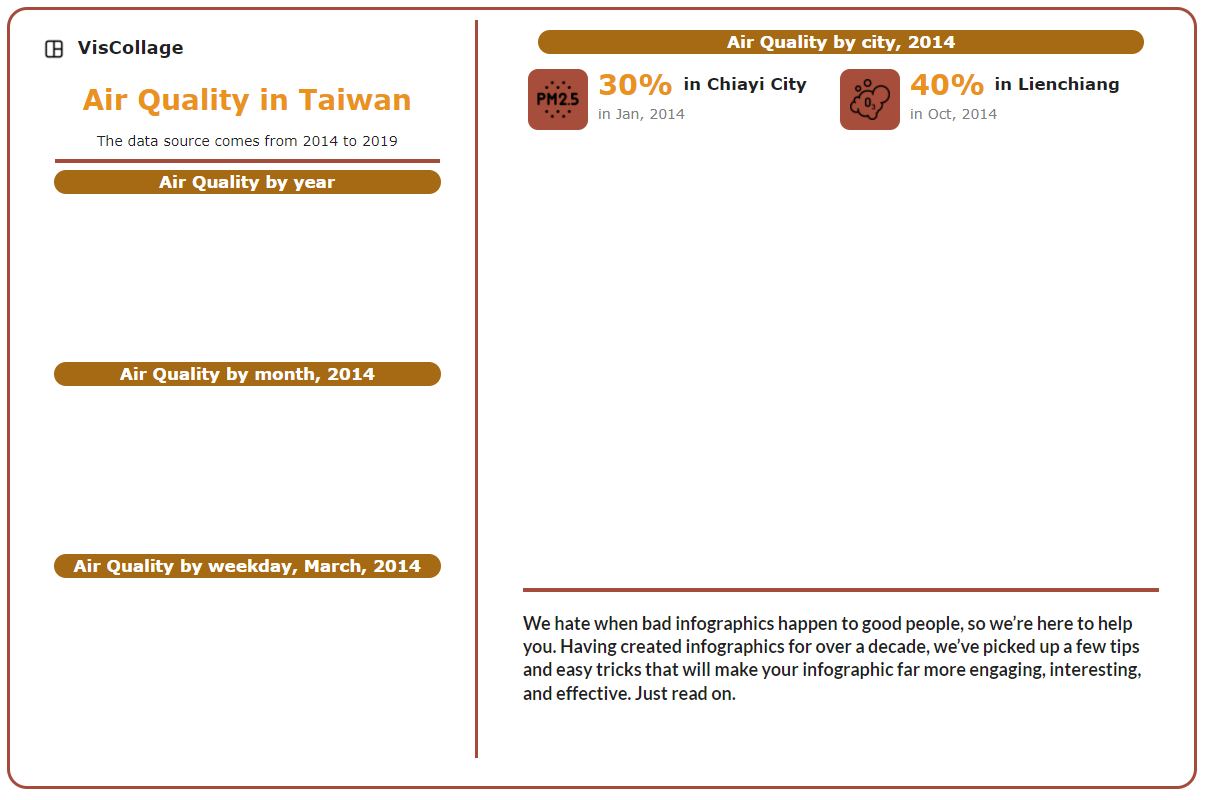 VisCollage
Air Quality in Taiwan
The data source comes from 2014 to 2019
Air Quality by year
Air Quality by month, 2014
Air Quality by weekday, March, 2014
Air Quality by city, 2014
PM2.5
30% in Chiayi City
in Jan, 2014
O3
40% in Lienchiang
in Oct, 2014
We hate when bad infographics happen to good people, so we’re here to help
you. Having created infographics for over a decade, we’ve picked up a few tips
and easy tricks that will make your infographic far more engaging, interesting,
and effective. Just read on.